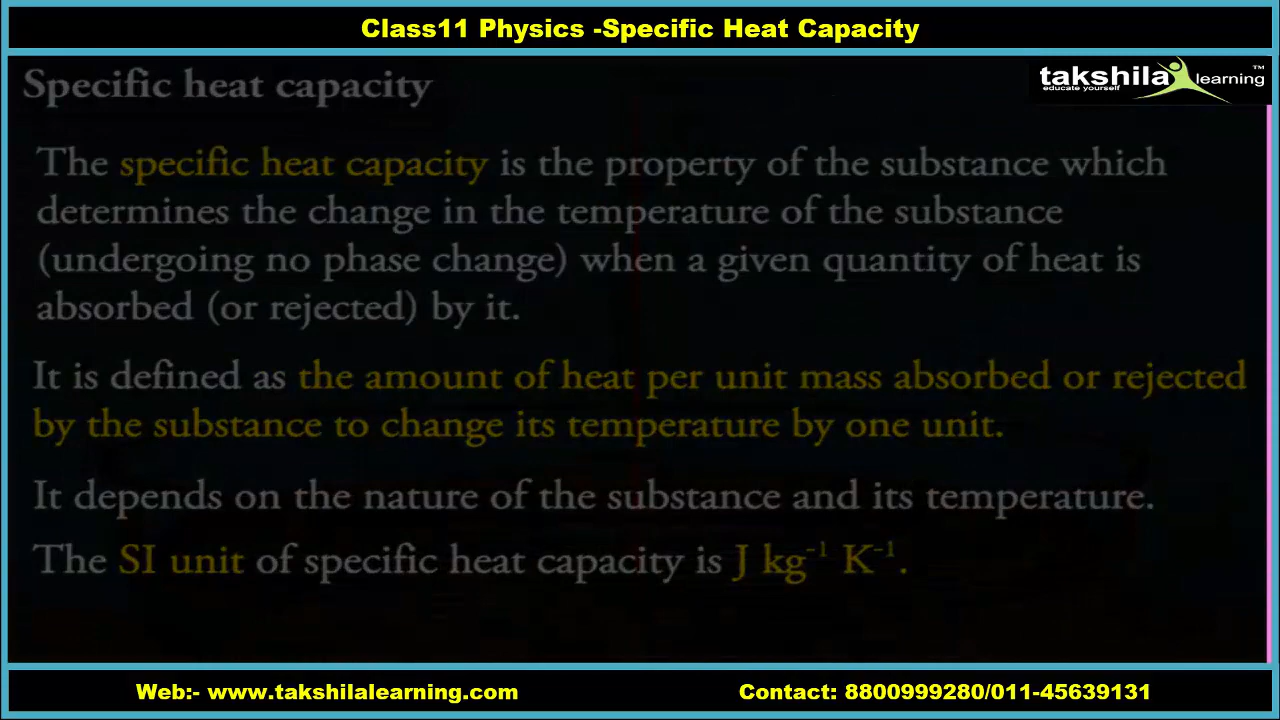 Class11 Physics -Specific Heat Capacity
Specific heat capacity
takshila learning ™
educate yourself
The specific heat capacity is the property of the substance which
determines the change in the temperature of the substance
(undergoing no phase change) when a given quantity of heat is
absorbed (or rejected) by it.
It is defined as the amount of heat per unit mass absorbed or rejected
by the substance to change its temperature by one unit.
It depends on the nature of the substance and its temperature.
The SI unit of specific heat capacity is J kg⁻¹ K⁻¹.
Web:- www.takshilalearning.com
Contact: 8800999280/011-45639131